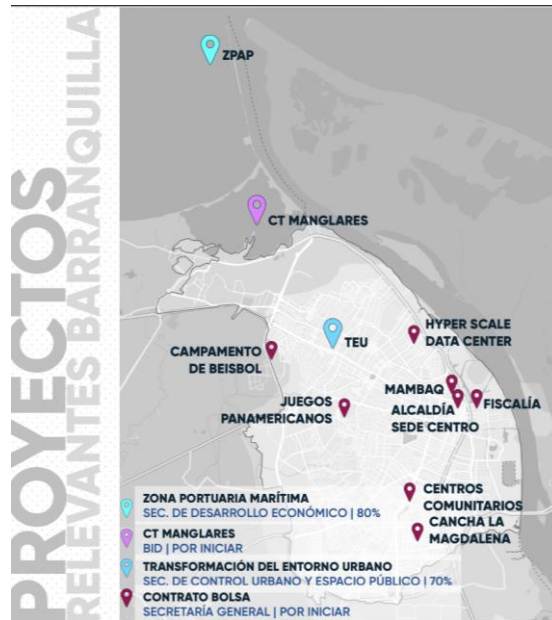 PROYECTOS
RELEVANTES BARRANQUILLA
ZPAP
CT MANGLARES
HYPER SCALE
DATA CENTER
TEU
CAMPAMENTO
DE BEISBOL
MAMBAQ
JUEGOS
PANAMERICANOS
ALCALDÍA
SEDE CENTRO
FISCALÍA
CENTROS
COMUNITARIOS
CANCHA LA
MAGDALENA
ZONA PORTUARIA MARÍTIMA
SEC. DE DESARROLLO ECONÓMICO | 80%
CT MANGLARES
BID | POR INICIAR
TRANSFORMACIÓN DEL ENTORNO URBANO
SEC. DE CONTROL URBANO Y ESPACIO PÚBLICO | 70%
CONTRATO BOLSA
SECRETARÍA GENERAL | POR INICIAR